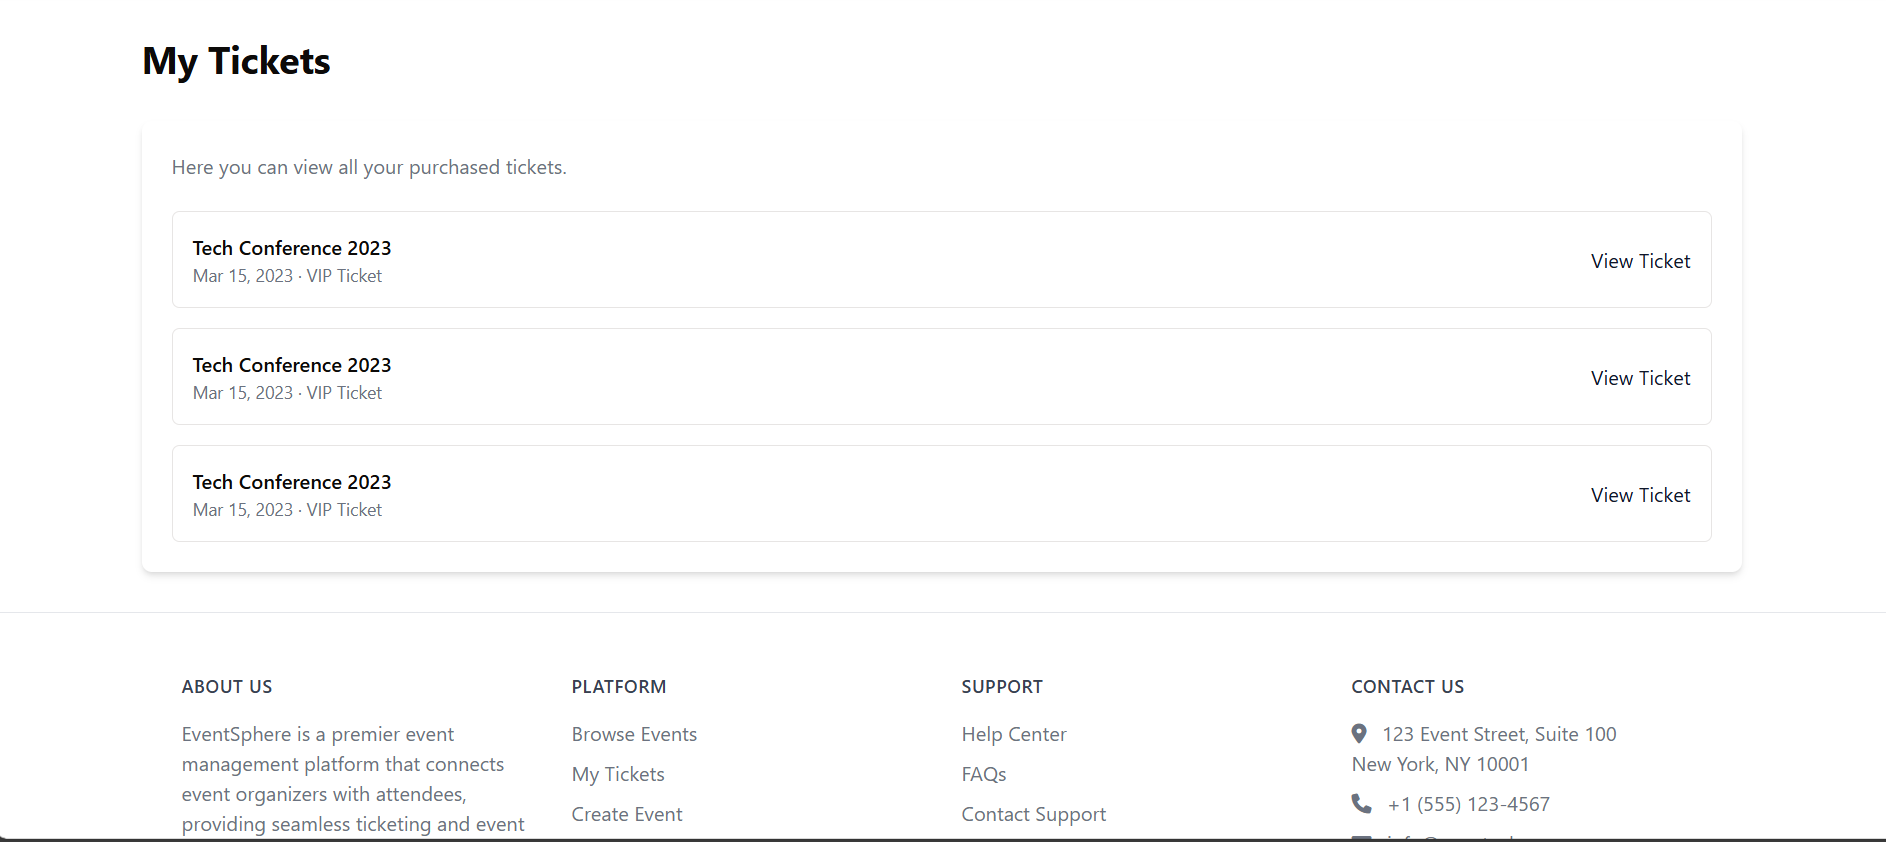 My Tickets
Here you can view all your purchased tickets.
Tech Conference 2023
Mar 15, 2023 · VIP Ticket
View Ticket
Tech Conference 2023
Mar 15, 2023 · VIP Ticket
View Ticket
Tech Conference 2023
Mar 15, 2023 · VIP Ticket
View Ticket
ABOUT US
EventSphere is a premier event
management platform that connects
event organizers with attendees,
providing seamless ticketing and event
PLATFORM
Browse Events
My Tickets
Create Event
SUPPORT
Help Center
FAQs
Contact Support
CONTACT US
123 Event Street, Suite 100
New York, NY 10001
+1 (555) 123-4567